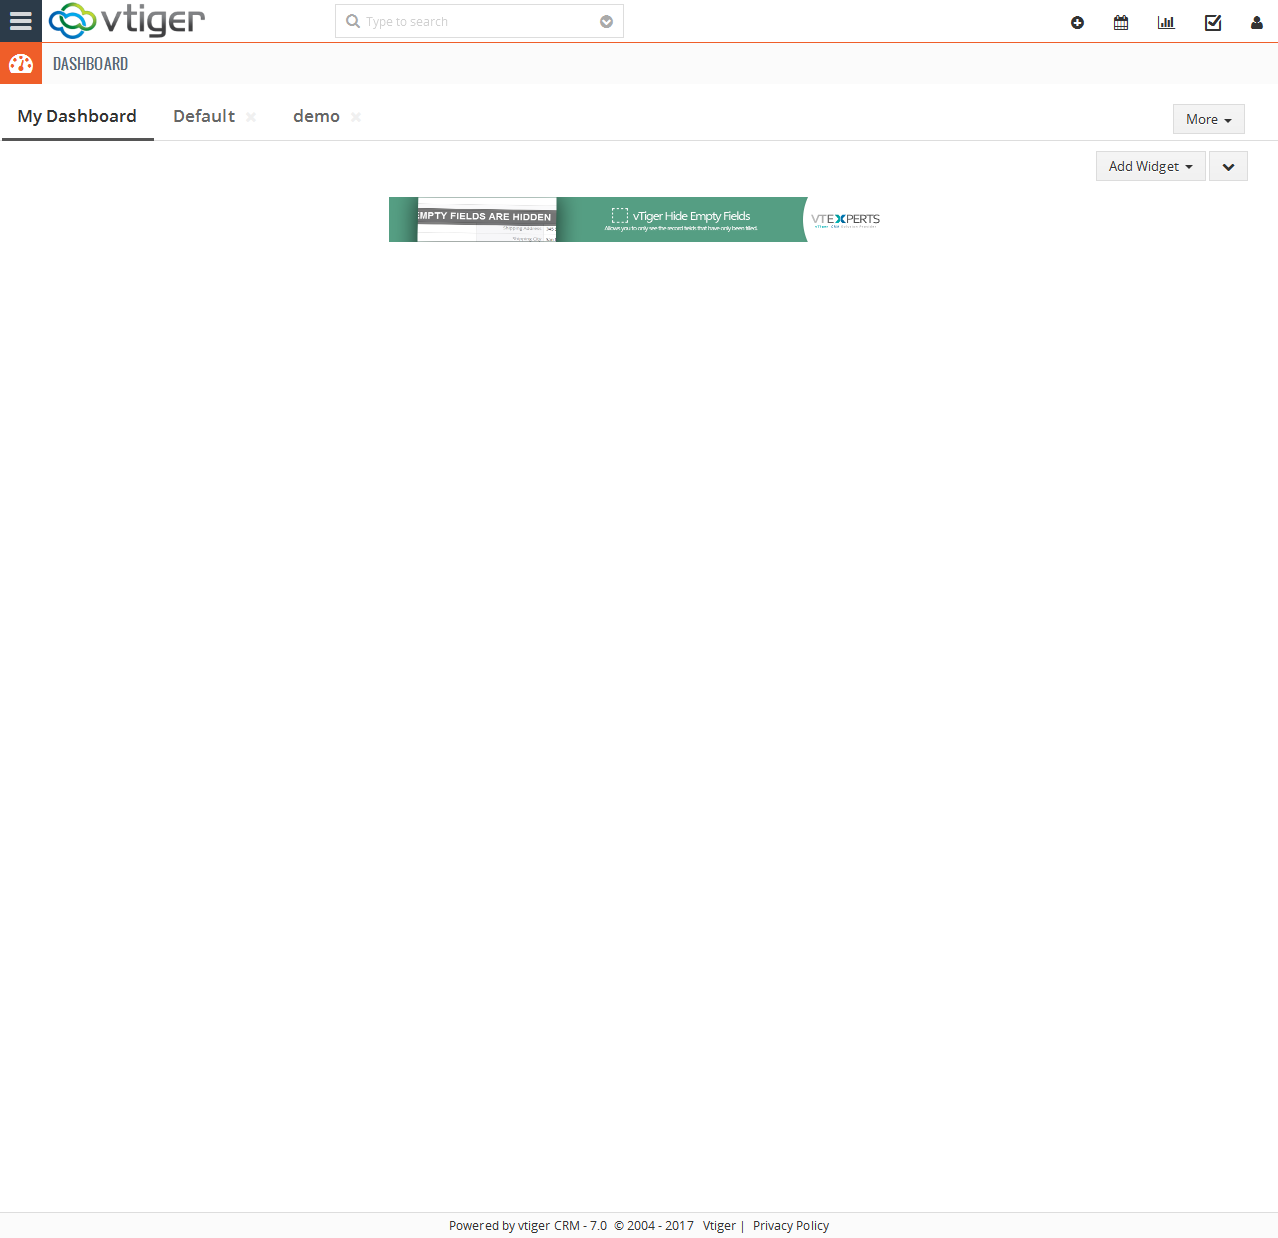 vtiger
Type to search
DASHBOARD
My Dashboard
Default
demo
More
Add Widget
EMPTY FIELDS ARE HIDDEN
vTiger Hide Empty Fields
Allows you to only see the record fields that have only been filled.
VTEXPERTS
Powered by vtiger CRM - 7.0 © 2004 - 2017 Vtiger | Privacy Policy